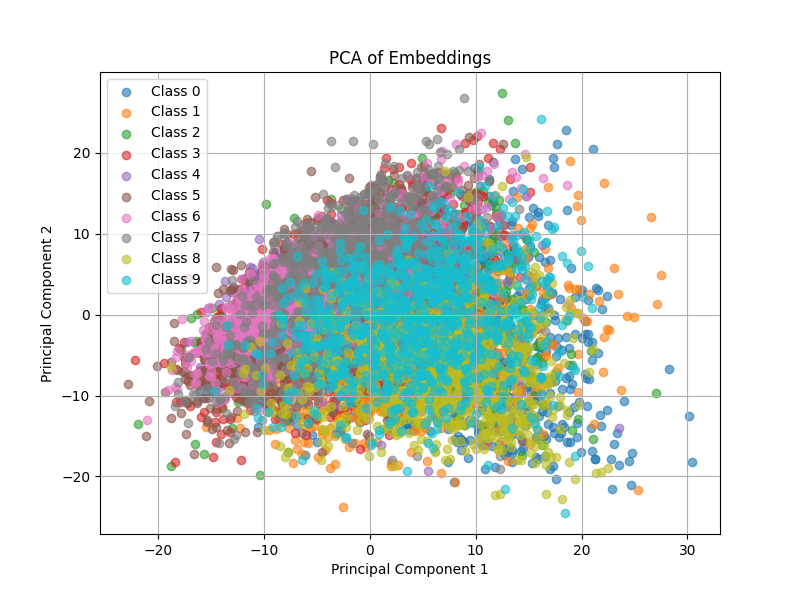 PCA of Embeddings
Class 0
Class 1
Class 2
Class 3
Class 4
Class 5
Class 6
Class 7
Class 8
Class 9
20
10
0
−10
−20
Principal Component 2
−20 −10 0 10 20 30
Principal Component 1